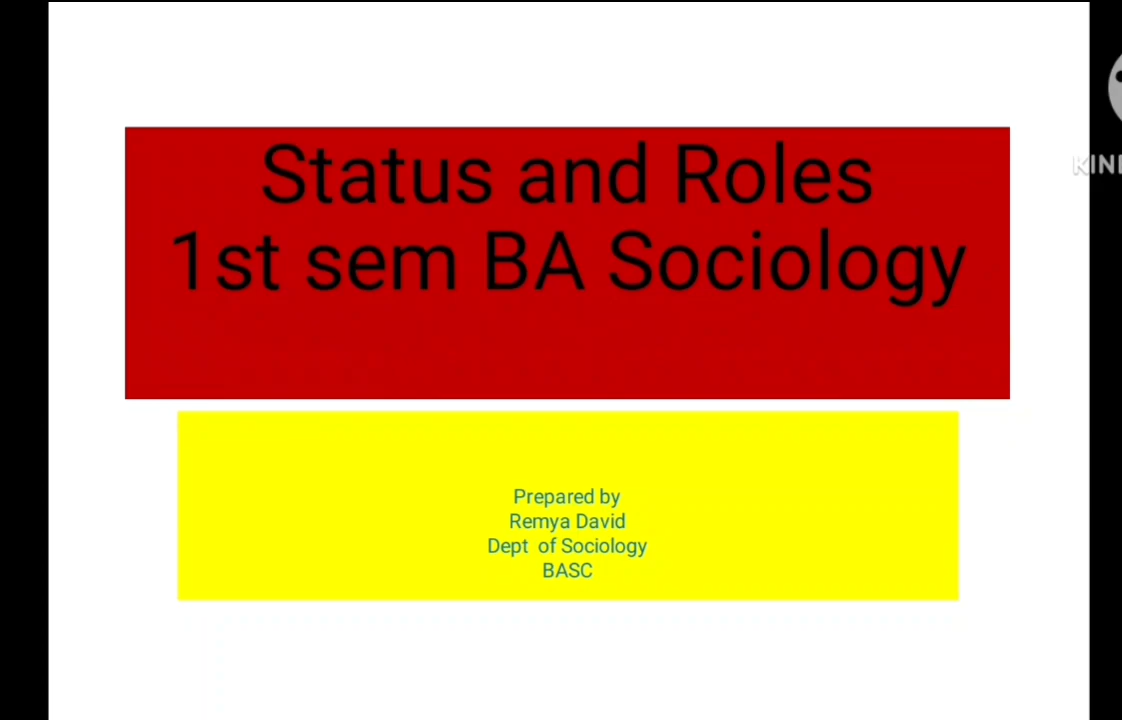 Status and Roles
1st sem BA Sociology
Prepared by
Remya David
Dept of Sociology
BASC